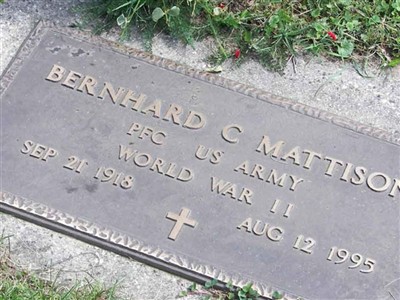 BERNHARD C MATTISON
PFC US ARMY
WORLD WAR II
SEP 21 1918 AUG 12 1995